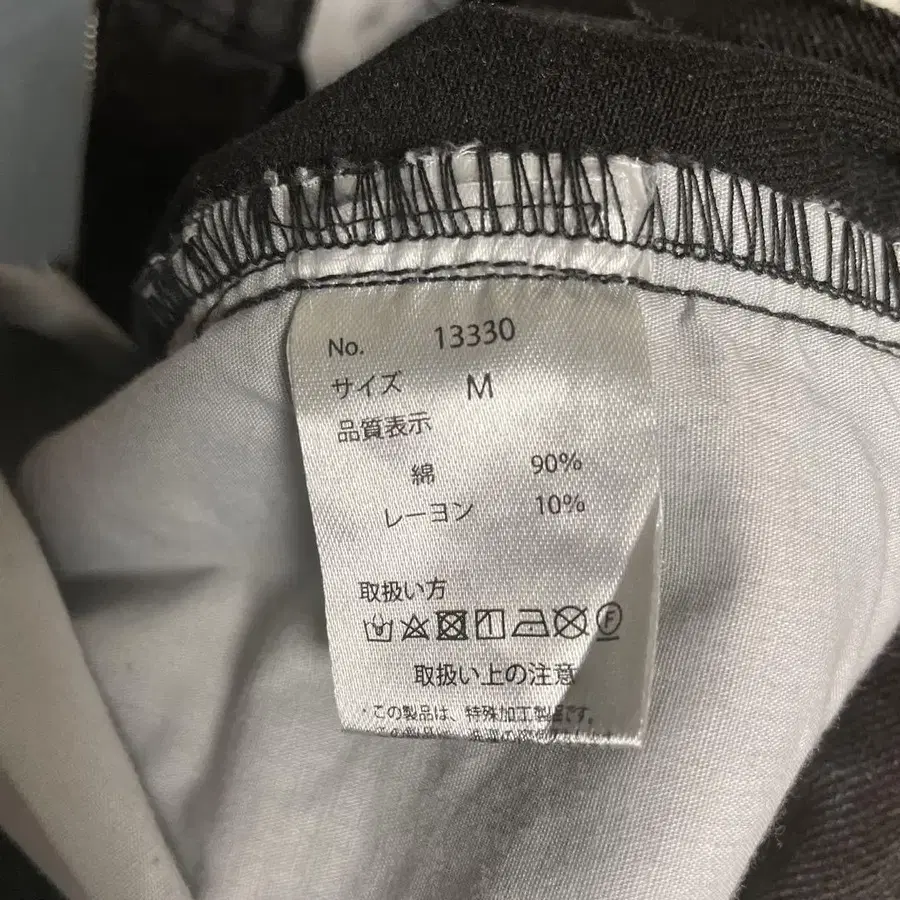 No. 13330
サイズ M
品質表示
綿 90%
レーヨン 10%
取扱い方
F
取扱い上の注意
・この製品は、特殊加工製品です。